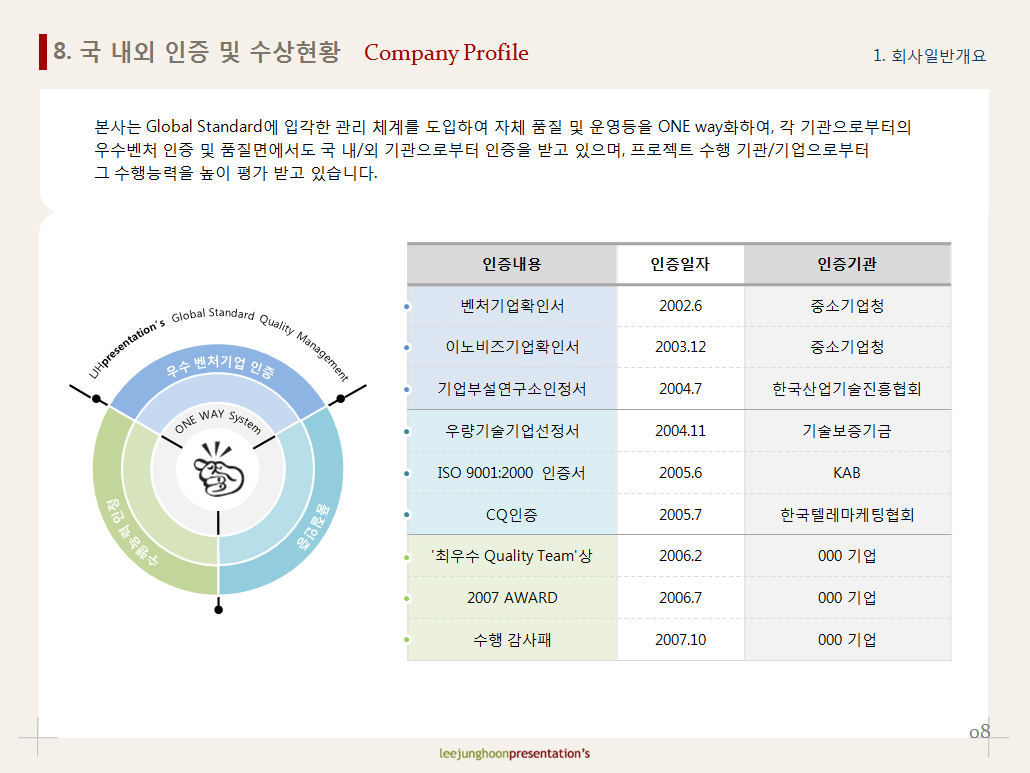 8. 국 내외 인증 및 수상현황 Company Profile
1. 회사일반개요
본사는 Global Standard에 입각한 관리 체계를 도입하여 자체 품질 및 운영등을 ONE way화하여, 각 기관으로부터의
우수벤처 인증 및 품질면에서도 국 내/외 기관으로부터 인증을 받고 있으며, 프로젝트 수행 기관/기업으로부터
그 수행능력을 높이 평가 받고 있습니다.
IJHpresentation's Global Standard Quality Management
우수 벤처기업 인증
ONE WAY System
수행능력 인정
품질인증
인증내용 인증일자 인증기관
벤처기업확인서 2002.6 중소기업청
이노비즈기업확인서 2003.12 중소기업청
기업부설연구소인정서 2004.7 한국산업기술진흥협회
우량기술기업선정서 2004.11 기술보증기금
ISO 9001:2000 인증서 2005.6 KAB
CQ인증 2005.7 한국텔레마케팅협회
'최우수 Quality Team'상 2006.2 000 기업
2007 AWARD 2006.7 000 기업
수행 감사패 2007.10 000 기업
08
leejunghoonpresentation's